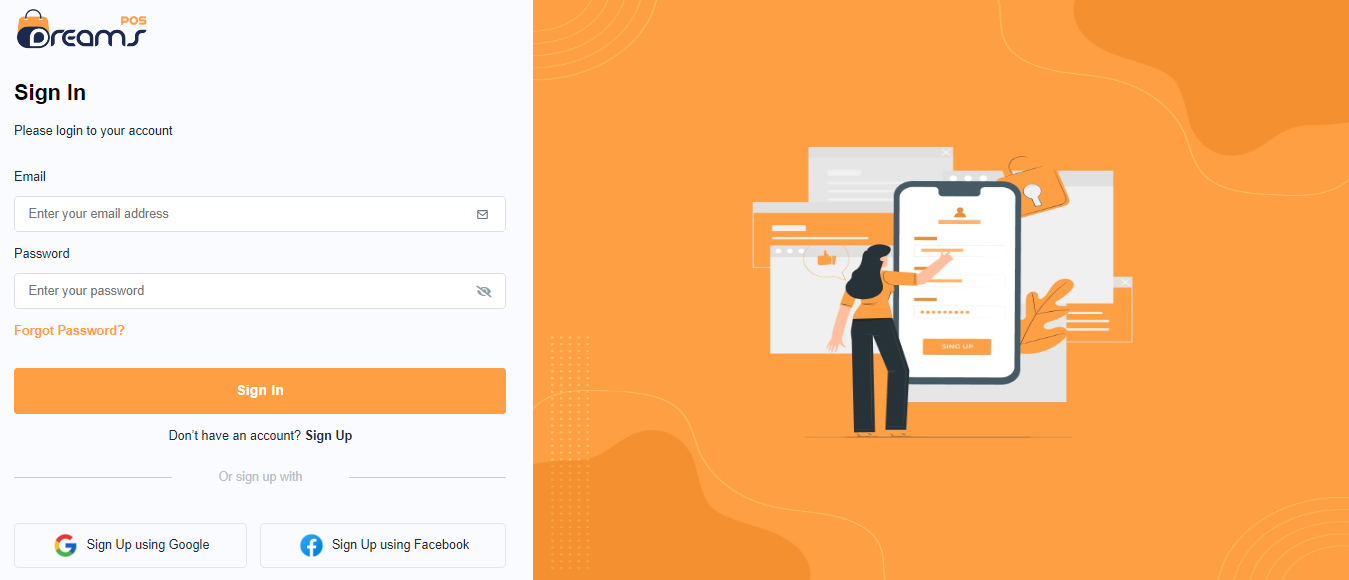 POS
Dreams
Sign In
Please login to your account
Email
Enter your email address
Password
Enter your password
Forgot Password?
Sign In
Don't have an account? Sign Up
Or sign up with
Sign Up using Google
Sign Up using Facebook
SING UP